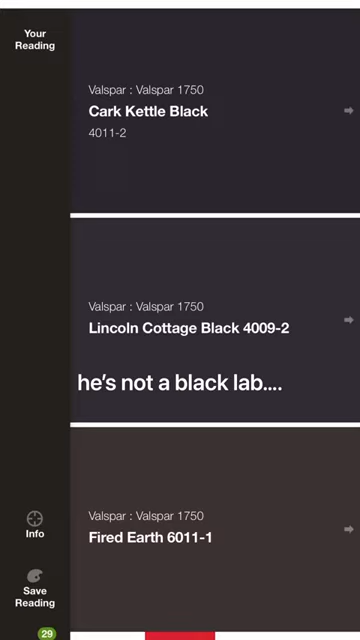 Your
Reading
Valspar : Valspar 1750
Cark Kettle Black
4011-2
Valspar : Valspar 1750
Lincoln Cottage Black 4009-2
he's not a black lab....
Valspar : Valspar 1750
Fired Earth 6011-1
Info
Save
Reading
29